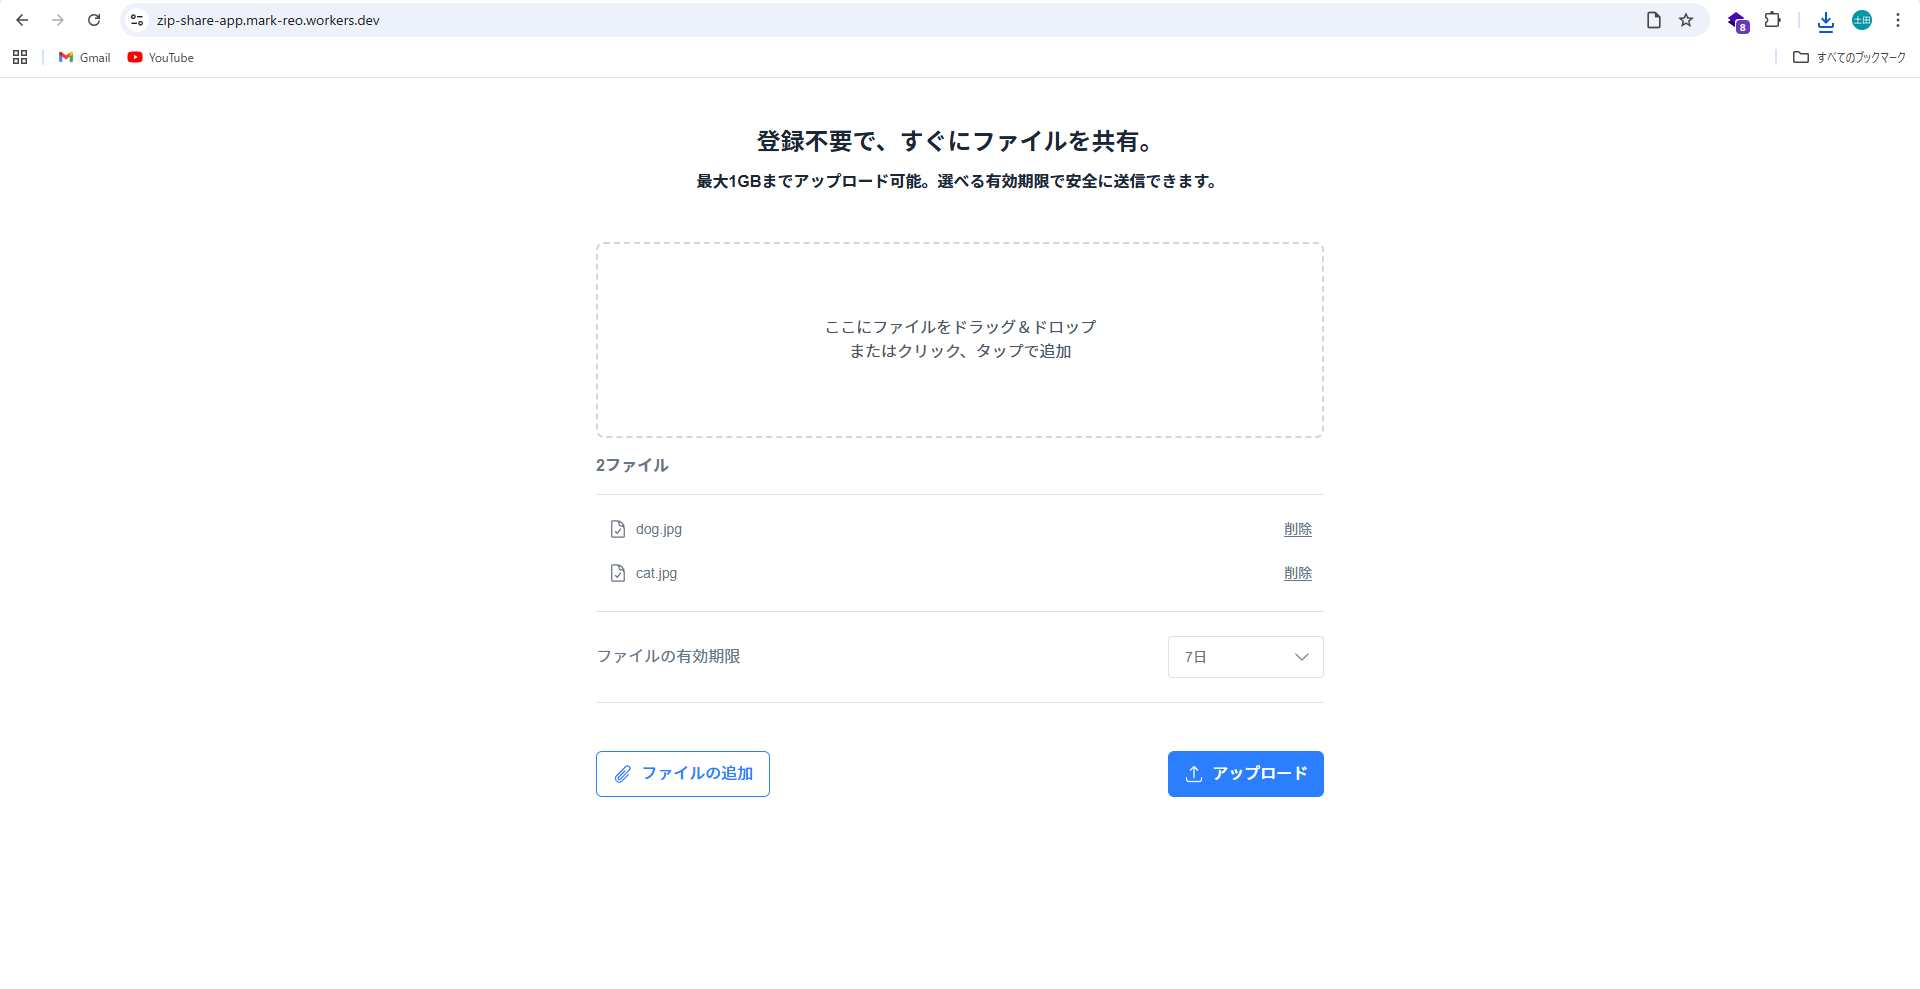 zip-share-app.mark-reo.workers.dev
8
土田
Gmail
YouTube
すべてのブックマーク
登録不要で、すぐにファイルを共有。
最大1GBまでアップロード可能。選べる有効期限で安全に送信できます。
ここにファイルをドラッグ＆ドロップ
またはクリック、タップで追加
2ファイル
dog.jpg
削除
cat.jpg
削除
ファイルの有効期限
7日
ファイルの追加
アップロード